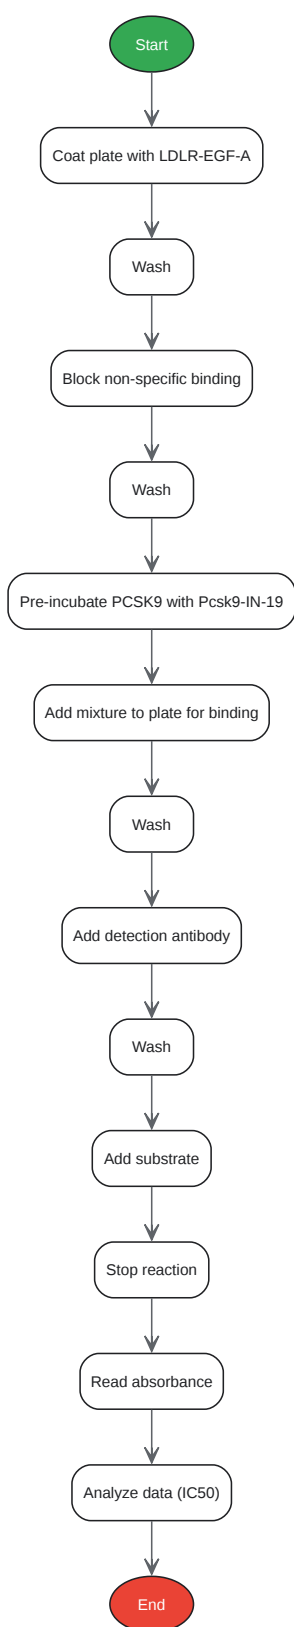 Start
Coat plate with LDLR-EGF-A
Wash
Block non-specific binding
Wash
Pre-incubate PCSK9 with Pcsk9-IN-19
Add mixture to plate for binding
Wash
Add detection antibody
Wash
Add substrate
Stop reaction
Read absorbance
Analyze data (IC50)
End